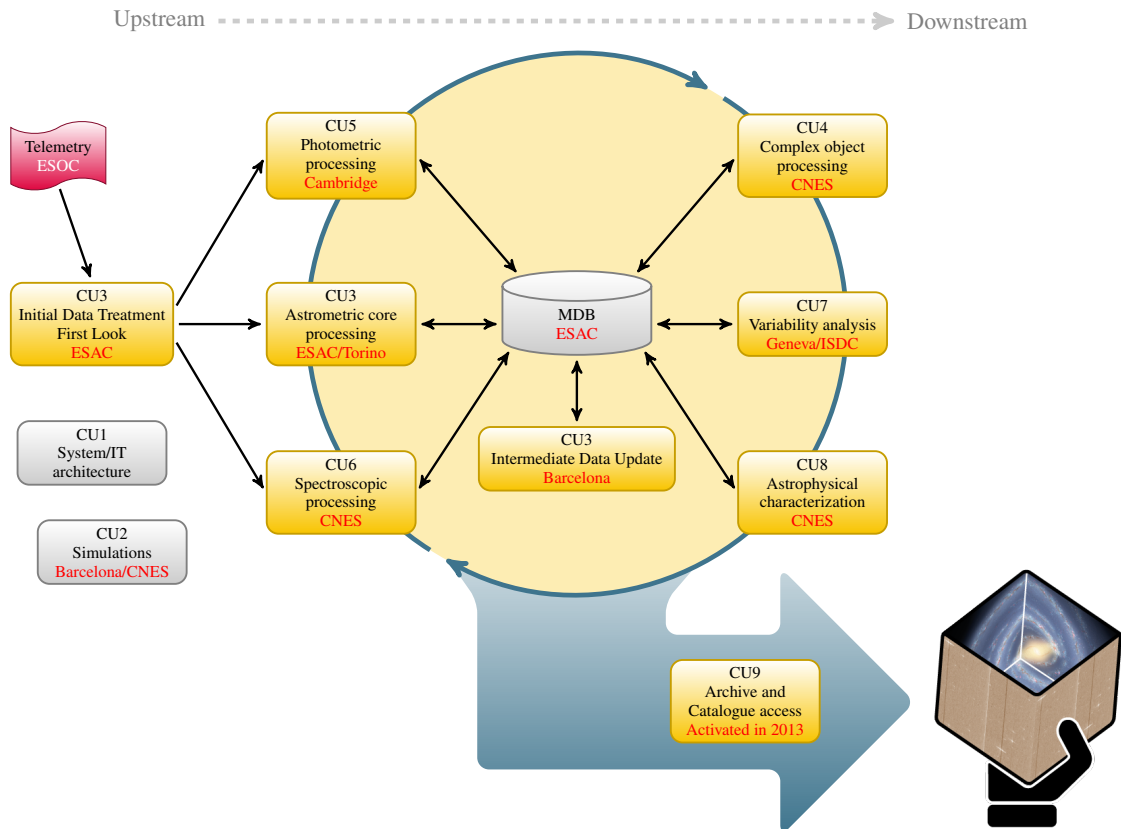 Upstream
Downstream
Telemetry
ESOC
CU5
Photometric
processing
Cambridge
CU4
Complex object
processing
CNES
CU3
Initial Data Treatment
First Look
ESAC
CU3
Astrometric core
processing
ESAC/Torino
MDB
ESAC
CU7
Variability analysis
Geneva/ISDC
CU1
System/IT
architecture
CU3
Intermediate Data Update
Barcelona
CU6
Spectroscopic
processing
CNES
CU8
Astrophysical
characterization
CNES
CU2
Simulations
Barcelona/CNES
CU9
Archive and
Catalogue access
Activated in 2013